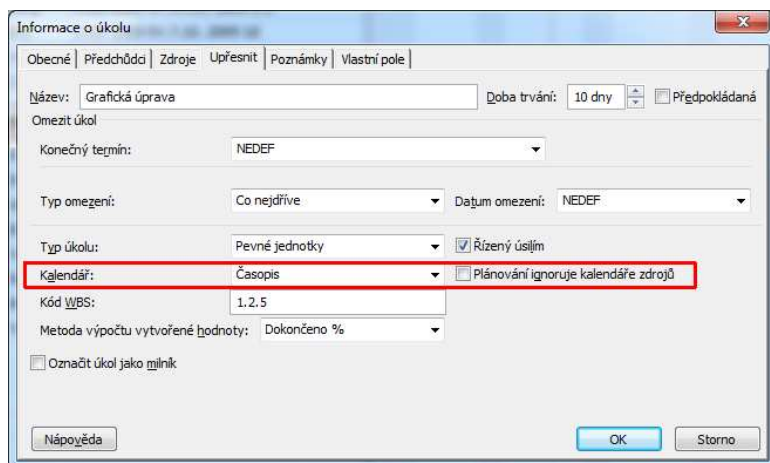 Informace o úkolu
Obecné Předchůdci Zdroje Upřesnit Poznámky Vlastní pole
Název: Grafická úprava Doba trvání: 10 dny Předpokládaná
Omezit úkol
Konečný termín: NEDEF
Typ omezení: Co nejdříve Datum omezení: NEDEF
Typ úkolu: Pevné jednotky Řízený úsilím
Kalendář: Časopis Plánování ignoruje kalendáře zdrojů
Kód WBS: 1.2.5
Metoda výpočtu vytvořené hodnoty: Dokončeno %
Označit úkol jako milník
Nápověda OK Storno